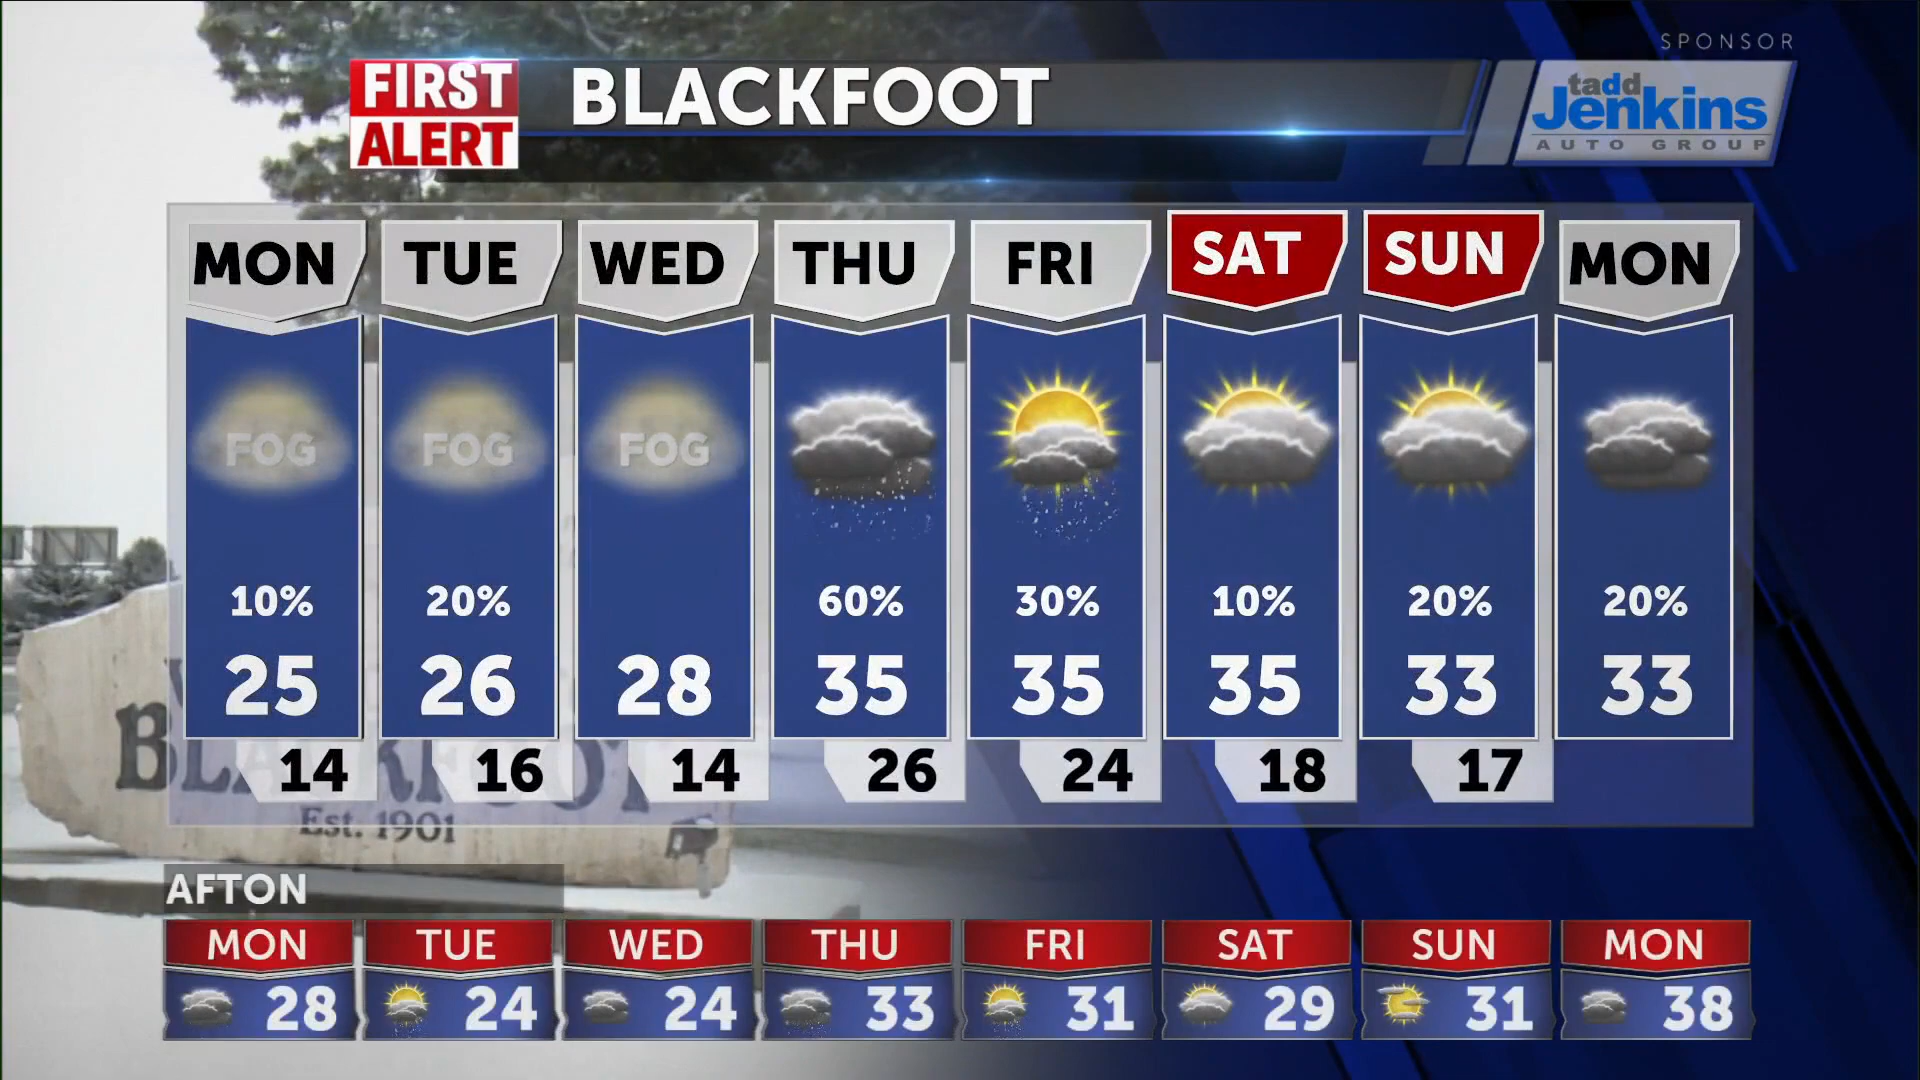 SPONSOR
FIRST
ALERT
BLACKFOOT
tadd
Jenkins
AUTO GROUP
MON TUE WED THU FRI SAT SUN MON
FOG FOG FOG
10% 20% 60% 30% 10% 20% 20%
25 26 28 35 35 35 33 33
14 16 14 26 24 18 17
BLACKFOOT
Est. 1901
AFTON
MON TUE WED THU FRI SAT SUN MON
28 24 24 33 31 29 31 38